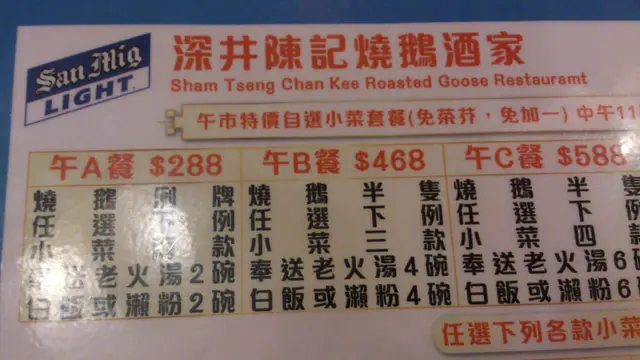 San Mig
LIGHT
深井陳記燒鵝酒家
Sham Tseng Chan Kee Roasted Goose Restauramt
午市特價自選小菜套餐(免茶芥，免加一) 中午11
午A餐 $288
燒鵝例牌
任選下例
小菜 款
奉送老火湯2碗
白飯或瀨粉2碗
午B餐 $468
燒鵝半隻
任選下例
小菜三款
奉送老火湯4碗
白飯或瀨粉4碗
午C餐 $588
燒鵝半隻
任選下例
小菜四款
奉送老火湯6
白飯或瀨粉6
任選下列各款小菜